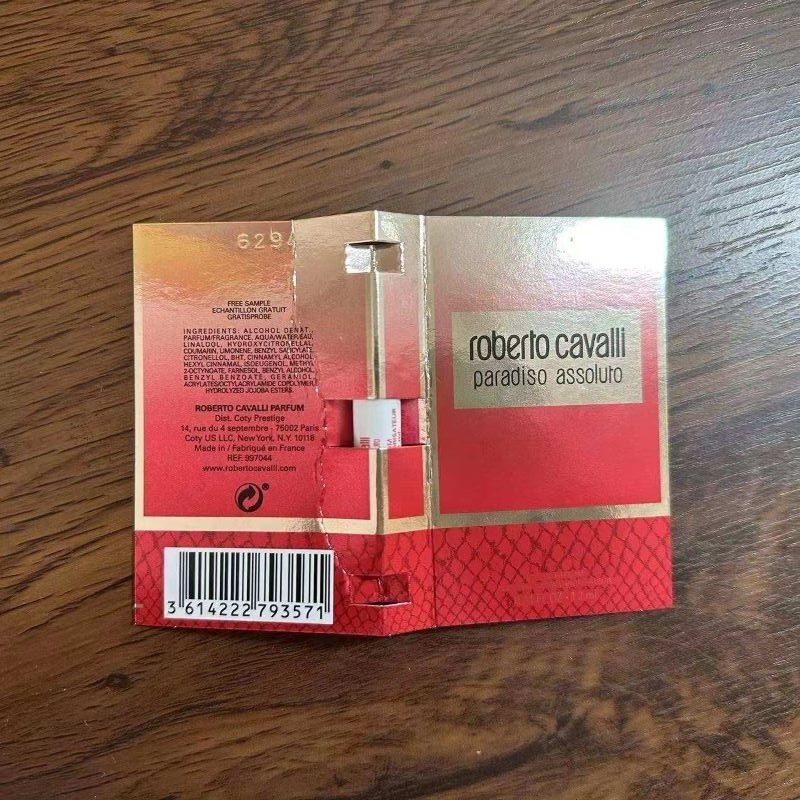 6294
FREE SAMPLE
ECHANTILLON GRATUIT
GRATISPROBE
INGREDIENTS: ALCOHOL DENAT.,
PARFUM/FRAGRANCE, AQUA/WATER/EAU,
LINALOOL, HYDROXYCITRONELLAL,
COUMARIN, LIMONENE, BENZYL SALICYLATE,
CITRONELLOL, BHT, CINNAMYL ALCOHOL,
HEXYL CINNAMAL, ISOEUGENOL, METHYL
2-OCTYNOATE, FARNESOL, BENZYL ALCOHOL,
BENZYL BENZOATE, GERANIOL,
ACRYLATES/OCTYLACRYLAMIDE COPOLYMER,
HYDROLYZED JOJOBA ESTERS.
ROBERTO CAVALLI PARFUM
Dist. Coty Prestige
14, rue du 4 septembre - 75002 Paris
Coty US LLC, New York, N.Y. 10118
Made in / Fabriqué en France
REF. 997044
www.robertocavalli.com
3 614222 793571
roberto cavalli
paradiso assoluto